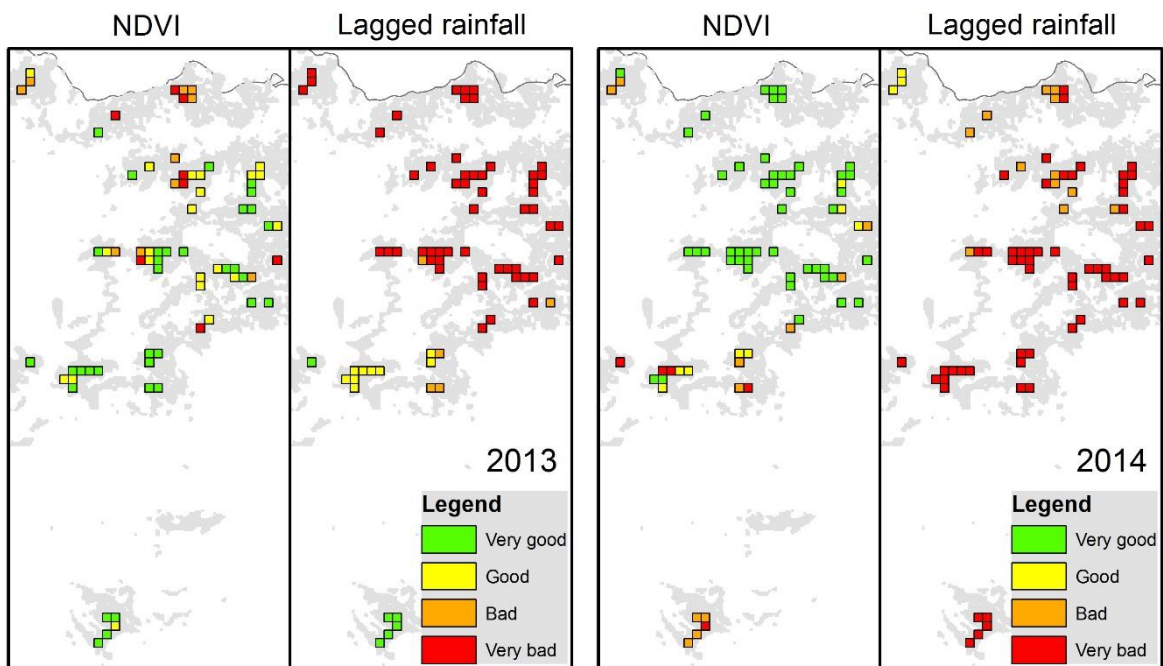 NDVI
Lagged rainfall
2013
Legend
Very good
Good
Bad
Very bad
NDVI
Lagged rainfall
2014
Legend
Very good
Good
Bad
Very bad